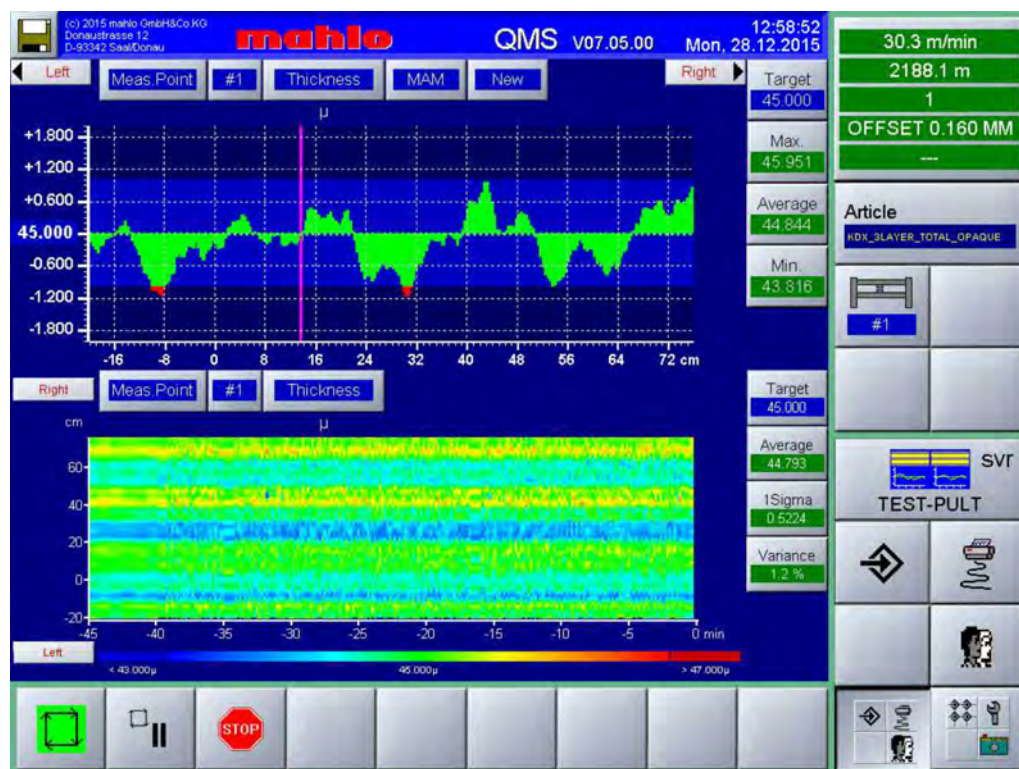 (c) 2015 mahlo GmbH&Co.KG
Donaustrasse 12
D-93342 Saal/Donau
mahlo
QMS V07.05.00
12:58:52
Mon, 28.12.2015
30.3 m/min
2188.1 m
1
OFFSET 0.160 MM
---
Left
Meas.Point
#1
Thickness
MAM
New
Right
µ
+1.800
+1.200
+0.600
45.000
-0.600
-1.200
-1.800
-16 -8 0 8 16 24 32 40 48 56 64 72 cm
Target
45.000
Max.
45.951
Average
44.844
Min.
43.816
Article
KDX_3LAYER_TOTAL_OPAQUE
#1
Right
Meas.Point
#1
Thickness
µ
cm
60
40
20
0
-20
-45 -40 -35 -30 -25 -20 -15 -10 -5 0 min
Left
< 43.000µ
45.000µ
> 47.000µ
Target
45.000
Average
44.793
1Sigma
0.5224
Variance
1.2 %
svr
TEST-PULT
STOP